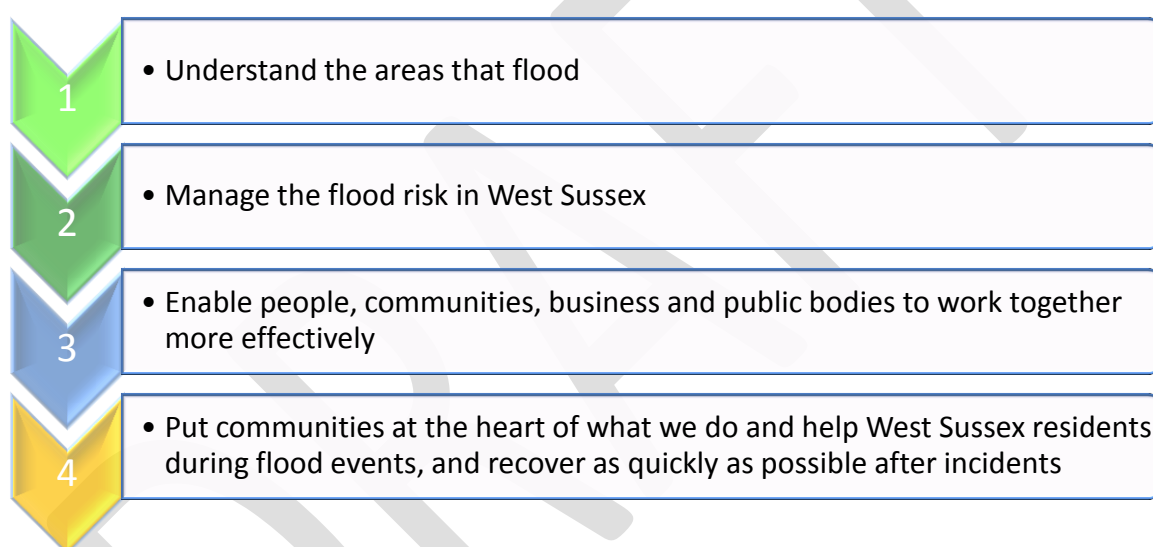 1
• Understand the areas that flood
2
• Manage the flood risk in West Sussex
3
• Enable people, communities, business and public bodies to work together
more effectively
4
• Put communities at the heart of what we do and help West Sussex residents
during flood events, and recover as quickly as possible after incidents
DRAFT